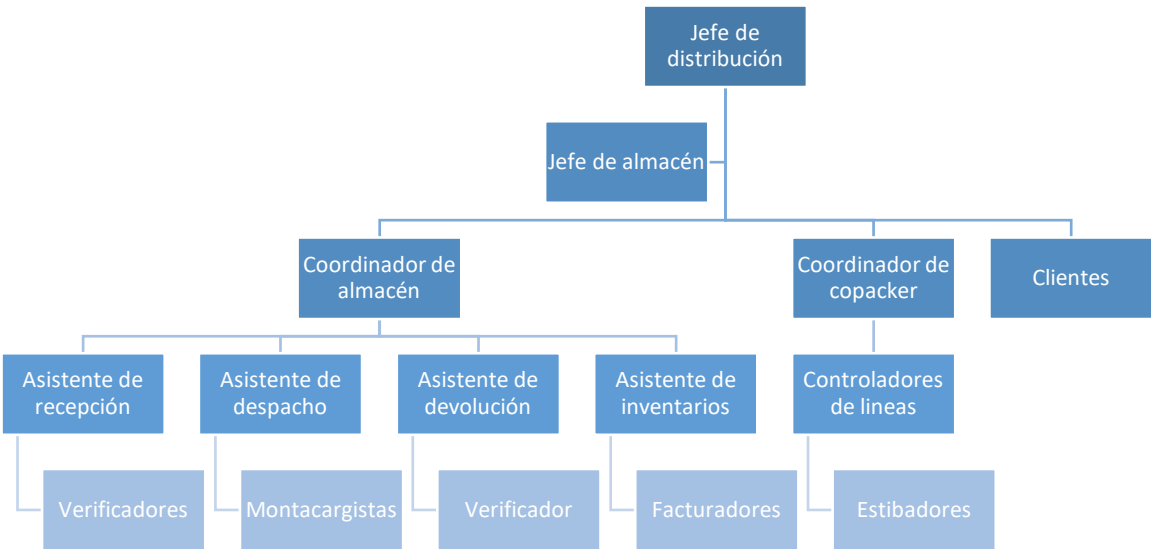 Jefe de
distribución
Jefe de almacén
Coordinador de
almacén
Coordinador de
copacker
Clientes
Asistente de
recepción
Asistente de
despacho
Asistente de
devolución
Asistente de
inventarios
Controladores
de lineas
Verificadores
Montacargistas
Verificador
Facturadores
Estibadores